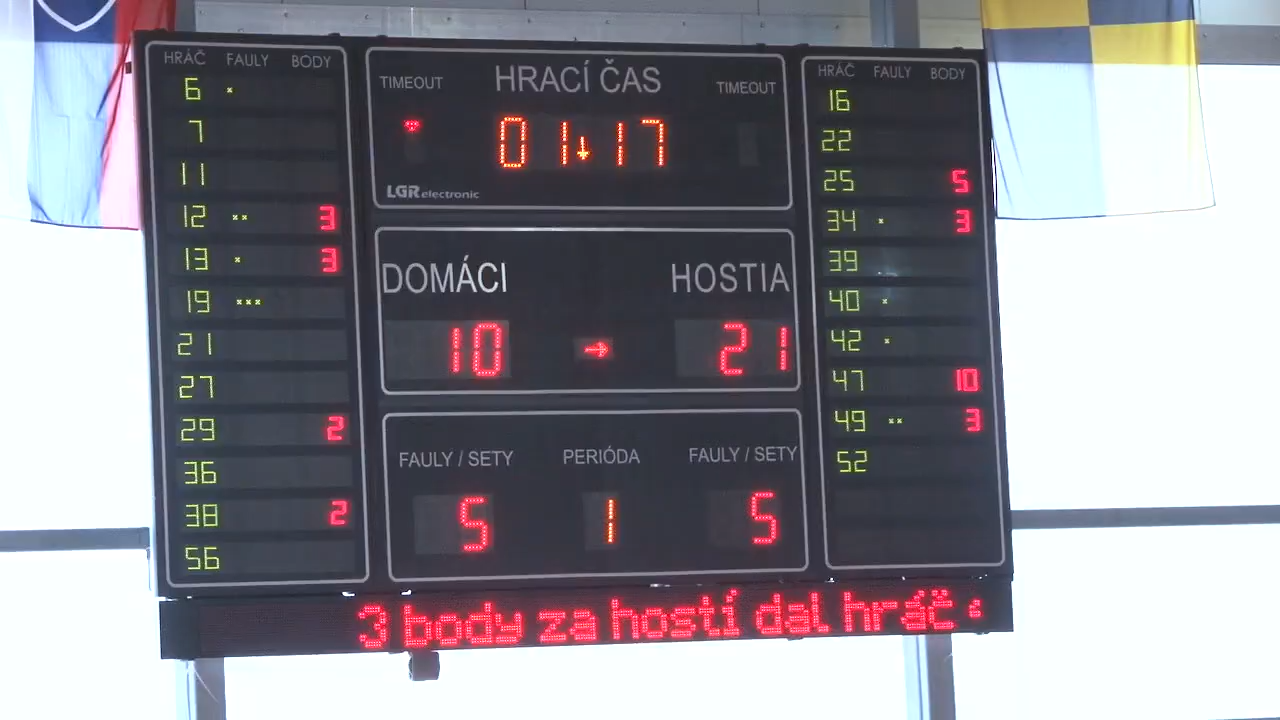 HRÁČ FAULY BODY
6 *
7
11
12 ** 3
13 * 3
19 ***
21
27
29 2
36
38 2
56
HRACÍ ČAS
TIMEOUT TIMEOUT
01 17
LGR electronic
DOMÁCI HOSTIA
10 → 21
FAULY / SETY PERIÓDA FAULY / SETY
5 1 5
HRÁČ FAULY BODY
16
22
25 5
34 * 3
39
40 *
42 *
47 10
49 ** 3
52
3 body za hostí dal hráč